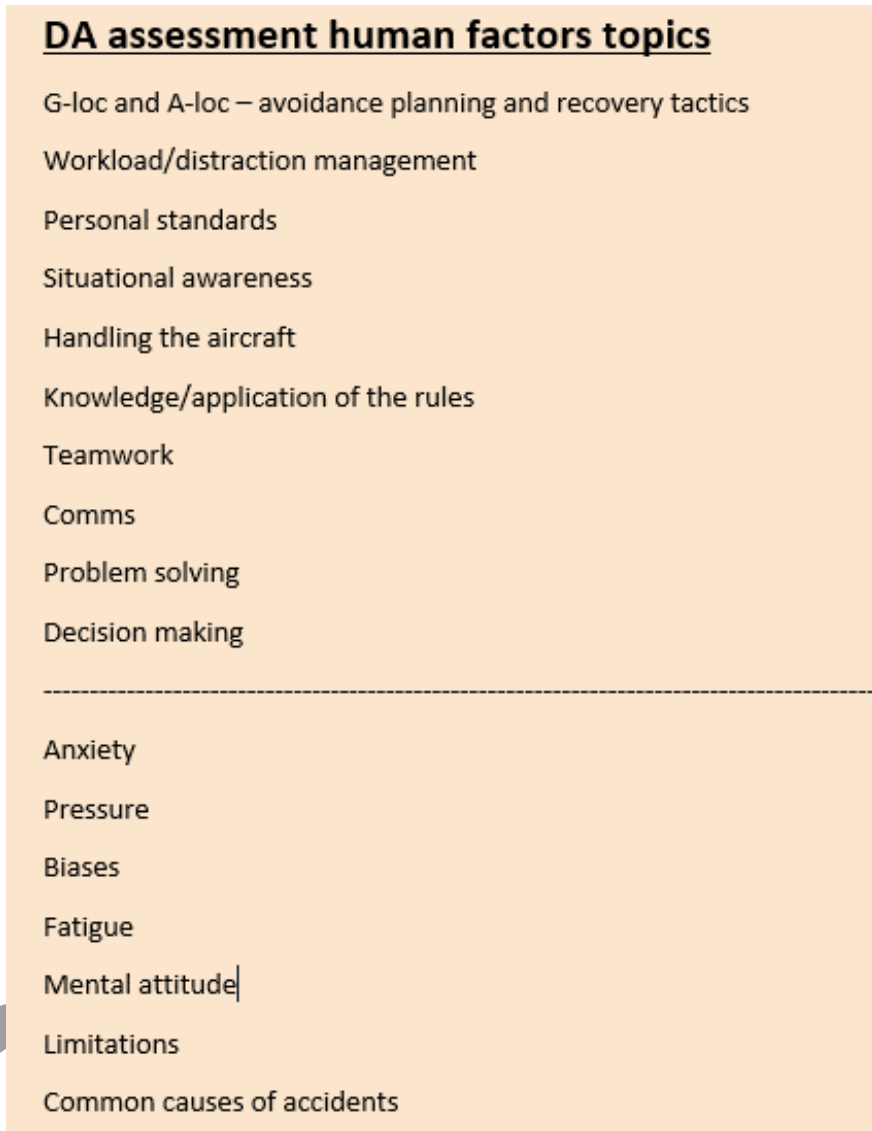 DA assessment human factors topics
G-loc and A-loc – avoidance planning and recovery tactics
Workload/distraction management
Personal standards
Situational awareness
Handling the aircraft
Knowledge/application of the rules
Teamwork
Comms
Problem solving
Decision making
--------------------------------------------------------------------------------------------
Anxiety
Pressure
Biases
Fatigue
Mental attitude
Limitations
Common causes of accidents